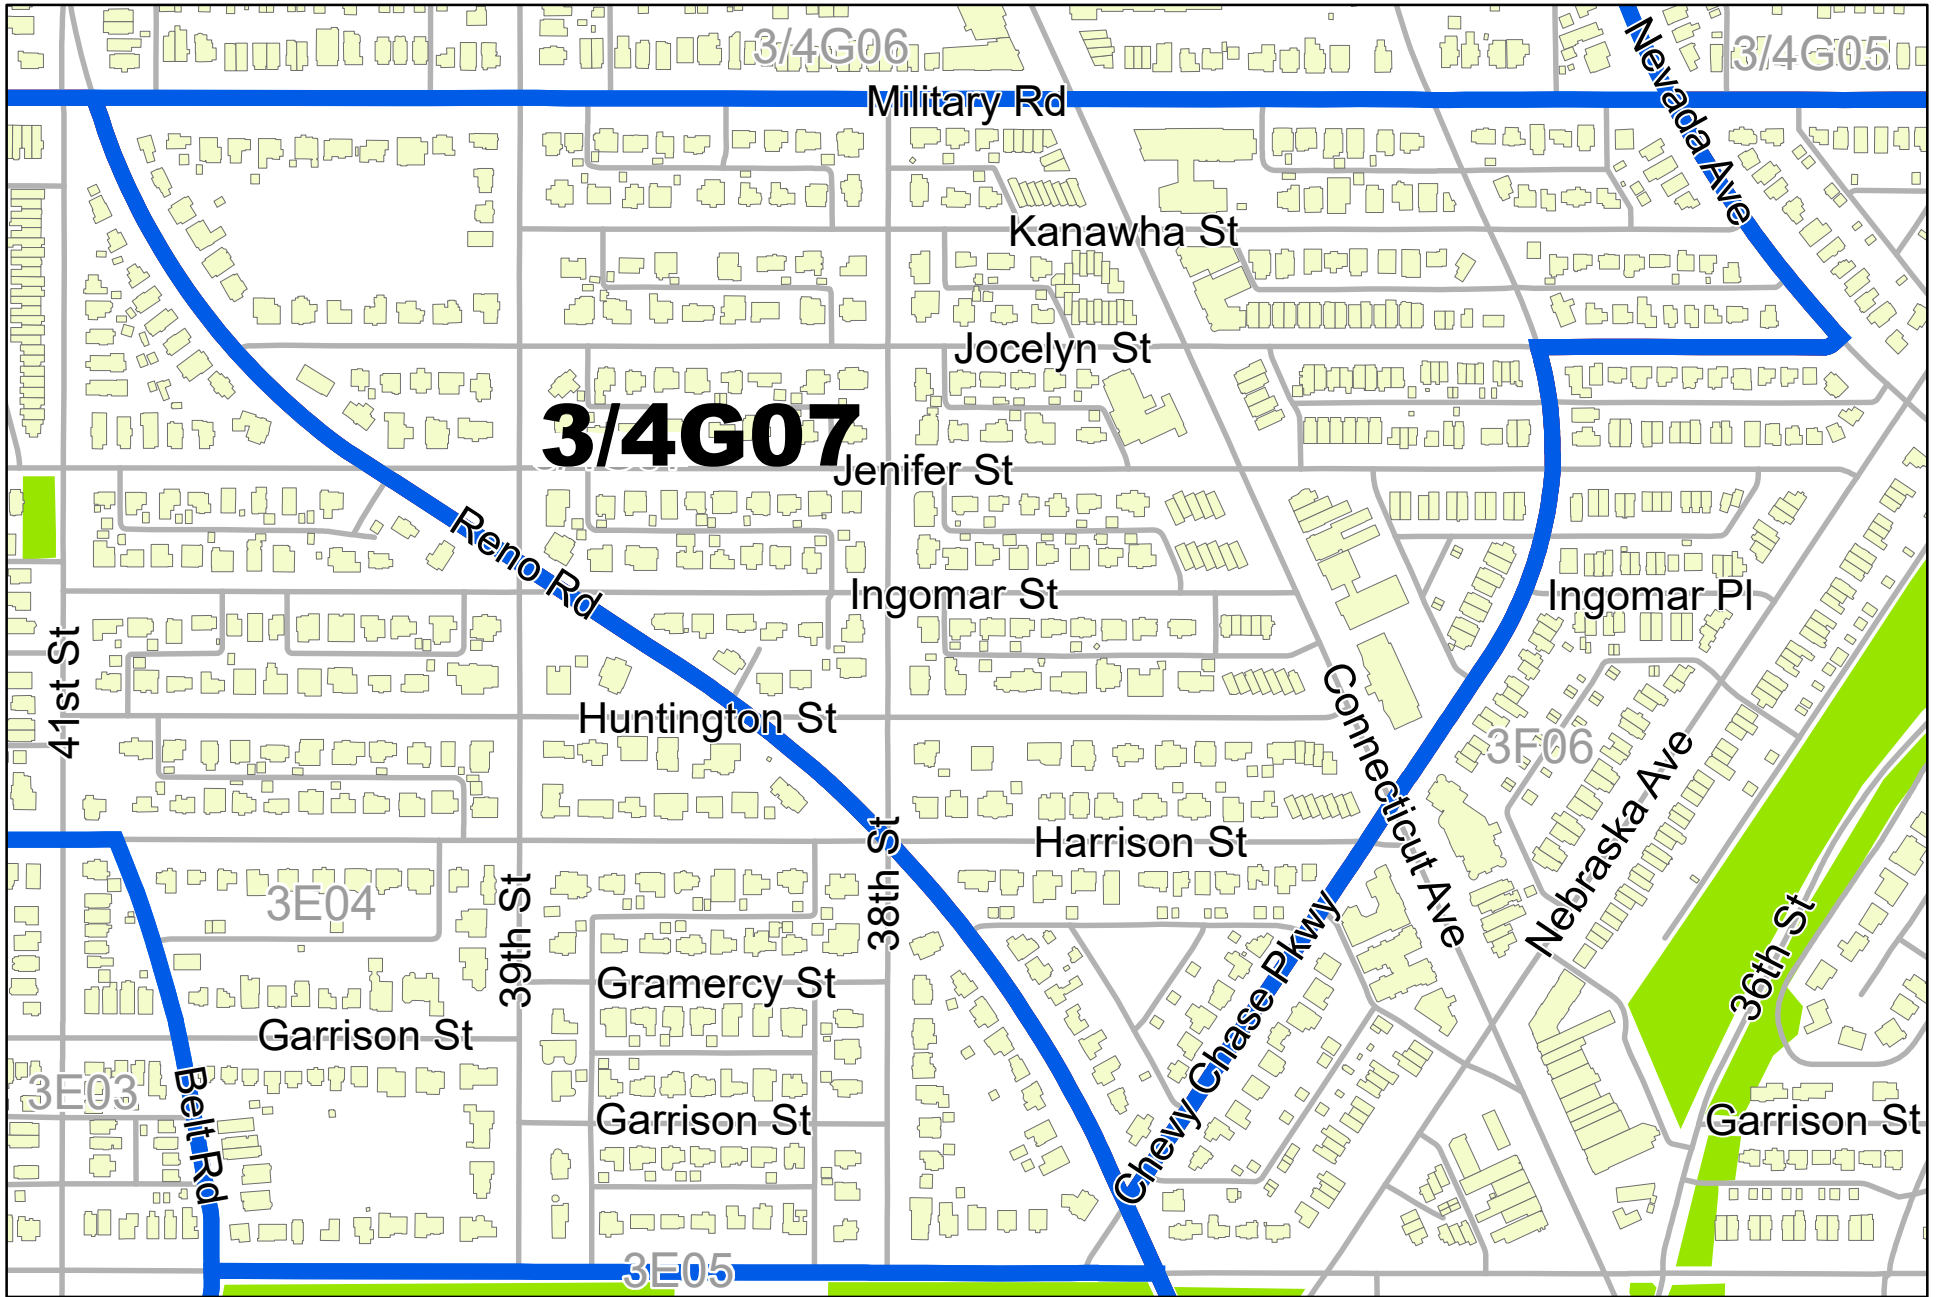 3/4G06
3/4G05
Nevada Ave
Military Rd
Kanawha St
Jocelyn St
3/4G07
Jenifer St
Reno Rd
Ingomar St
Ingomar Pl
41st St
Huntington St
Connecticut Ave
3F06
Nebraska Ave
Harrison St
38th St
3E04
39th St
Gramercy St
Chevy Chase Pkwy
36th St
Garrison St
3E03
Belt Rd
Garrison St
Garrison St
3E05